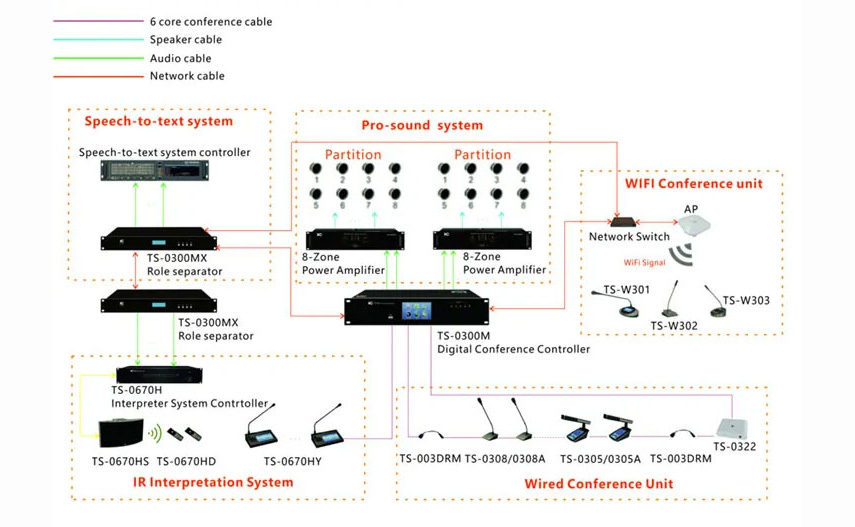 6 core conference cable
Speaker cable
Audio cable
Network cable
Speech-to-text system
Speech-to-text system controller
TS-0300MX
Role separator
TS-0300MX
Role separator
Pro-sound system
Partition
1 2 3 4
5 6 7 8
Partition
1 2 3 4
5 6 7 8
8-Zone
Power Amplifier
8-Zone
Power Amplifier
TS-0300M
Digital Conference Controller
WIFI Conference unit
AP
Network Switch
WiFi Signal
TS-W301
TS-W302
TS-W303
TS-0670H
Interpreter System Contrtoller
TS-0670HS
TS-0670HD
TS-0670HY
IR Interpretation System
TS-003DRM
TS-0308/0308A
TS-0305/0305A
TS-003DRM
TS-0322
Wired Conference Unit